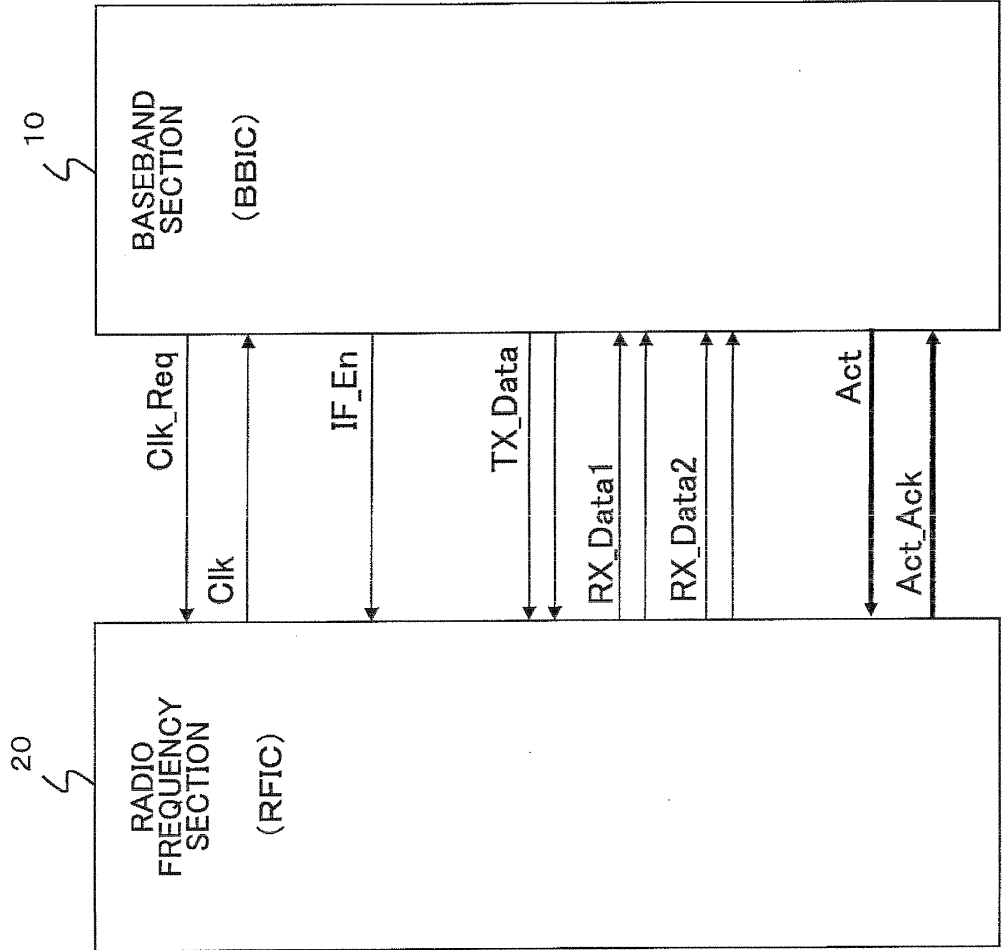 20
RADIO
FREQUENCY
SECTION
(RFIC)
10
BASEBAND
SECTION
(BBIC)
Clk_Req
Clk
IF_En
TX_Data
RX_Data1
RX_Data2
Act
Act_Ack